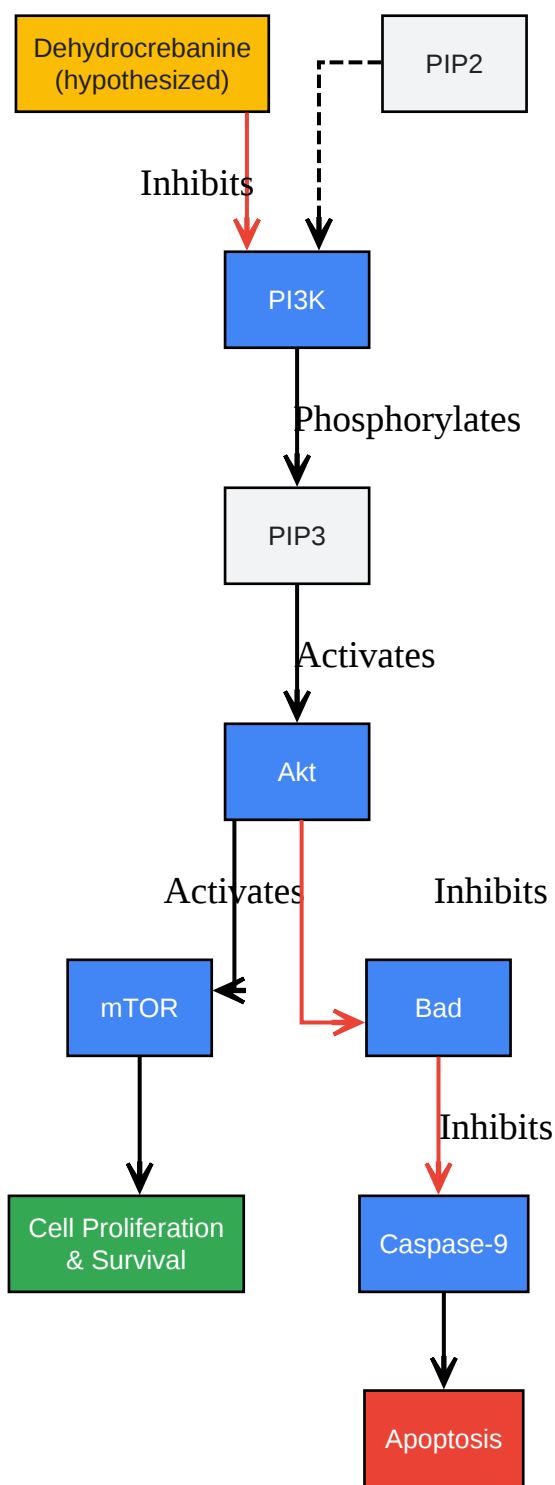 Dehydrocrebanine
(hypothesized)
PIP2
Inhibits
PI3K
Phosphorylates
PIP3
Activates
Akt
Activates
Inhibits
mTOR
Bad
Inhibits
Cell Proliferation
& Survival
Caspase-9
Apoptosis